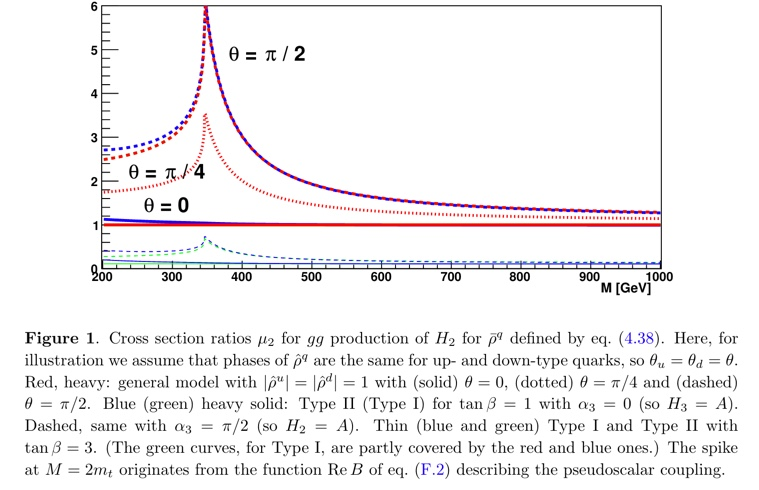 6
5
θ = π / 2
4
3
θ = π / 4
2
θ = 0
1
0
200 300 400 500 600 700 800 900 1000
M [GeV]
Figure 1. Cross section ratios μ₂ for gg production of H₂ for ρ̄^q defined by eq. (4.38). Here, for
illustration we assume that phases of ρ̂^q are the same for up- and down-type quarks, so θ_u = θ_d = θ.
Red, heavy: general model with |ρ̂^u| = |ρ̂^d| = 1 with (solid) θ = 0, (dotted) θ = π/4 and (dashed)
θ = π/2. Blue (green) heavy solid: Type II (Type I) for tan β = 1 with α₃ = 0 (so H₃ = A).
Dashed, same with α₃ = π/2 (so H₂ = A). Thin (blue and green) Type I and Type II with
tan β = 3. (The green curves, for Type I, are partly covered by the red and blue ones.) The spike
at M = 2m_t originates from the function Re B of eq. (F.2) describing the pseudoscalar coupling.